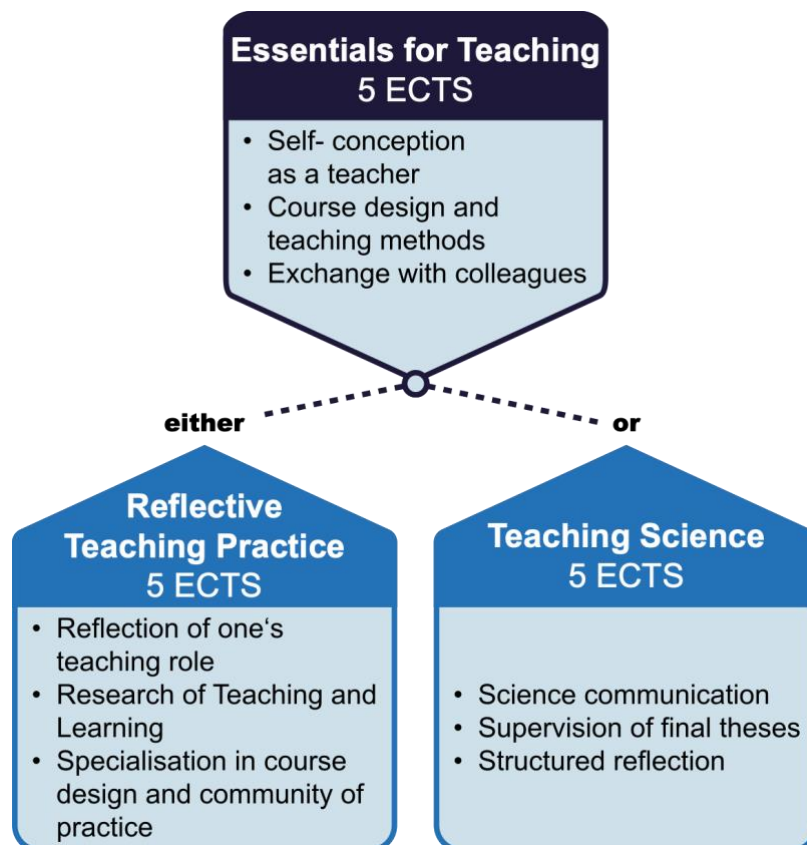 Essentials for Teaching
5 ECTS
• Self- conception
as a teacher
• Course design and
teaching methods
• Exchange with colleagues
either
or
Reflective
Teaching Practice
5 ECTS
• Reflection of one‘s
teaching role
• Research of Teaching and
Learning
• Specialisation in course
design and community of
practice
Teaching Science
5 ECTS
• Science communication
• Supervision of final theses
• Structured reflection